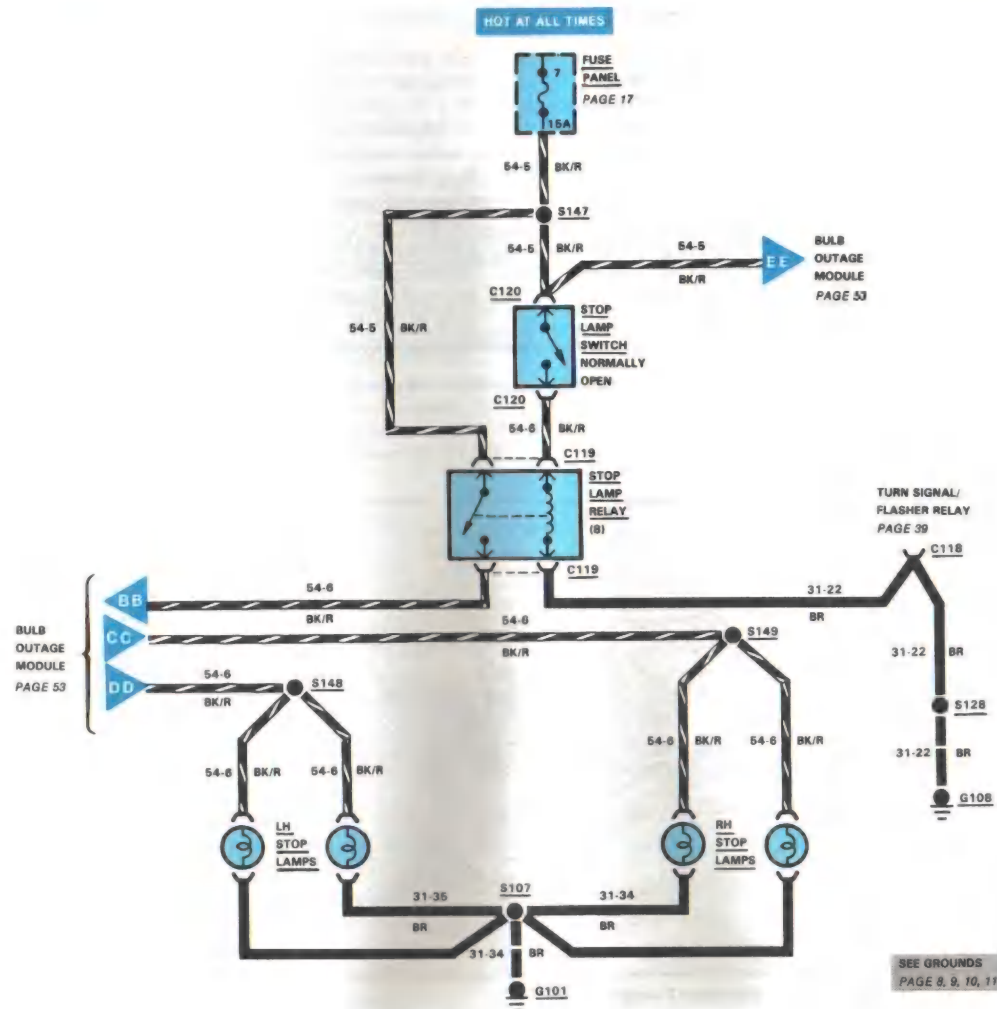 HOT AT ALL TIMES
FUSE
PANEL
PAGE 17
7
15A
54-5 BK/R
S147
54-5 BK/R
54-5
BK/R
EE
BULB
OUTAGE
MODULE
PAGE 53
C120
STOP
LAMP
SWITCH
NORMALLY
OPEN
54-5 BK/R
C120
54-6 BK/R
C119
STOP
LAMP
RELAY
(8)
C119
TURN SIGNAL/
FLASHER RELAY
PAGE 39
C118
31-22
BR
31-22 BR
S128
31-22 BR
G108
BULB
OUTAGE
MODULE
PAGE 53
BB
54-6
BK/R
CC
54-6
BK/R
S149
DD
54-6
BK/R
S148
54-6 BK/R
54-6 BK/R
54-6 BK/R
54-6 BK/R
LH
STOP
LAMPS
RH
STOP
LAMPS
31-35
BR
S107
31-34
BR
31-34 BR
G101
SEE GROUNDS
PAGE 8, 9, 10, 11